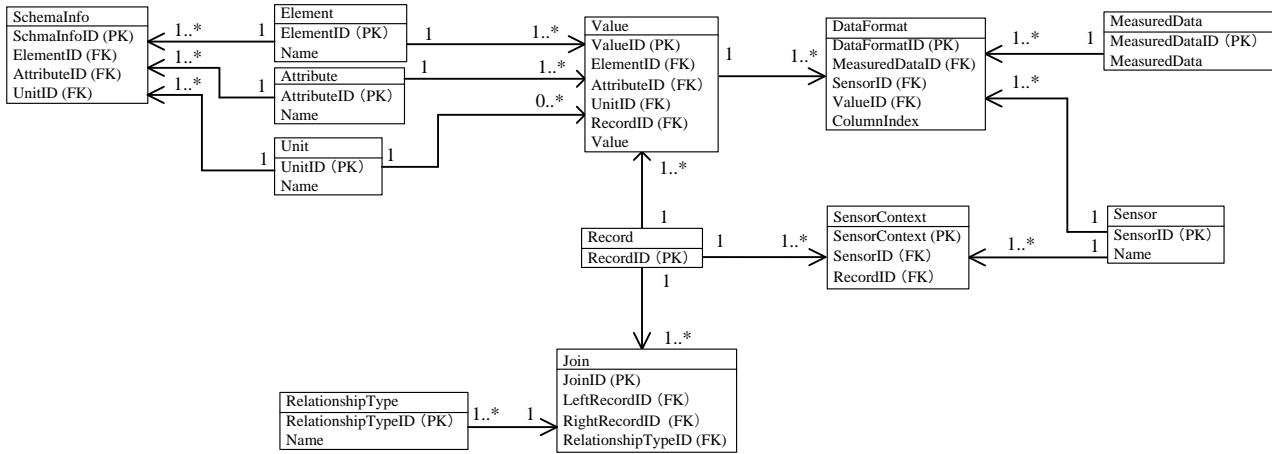 SchemaInfo
SchmaInfoID (PK)
ElementID (FK)
AttributeID (FK)
UnitID (FK)
1..*
1..*
1..*
1
1
1
Element
ElementID (PK)
Name
Attribute
AttributeID (PK)
Name
Unit
UnitID (PK)
Name
1
1..*
1
1..*
1
0..*
Value
ValueID (PK)
ElementID (FK)
AttributeID (FK)
UnitID (FK)
RecordID (FK)
Value
1
1..*
DataFormat
DataFormatID (PK)
MeasuredDataID (FK)
SensorID (FK)
ValueID (FK)
ColumnIndex
1..*
1
1..*
MeasuredData
MeasuredDataID (PK)
MeasuredData
1..*
1
Record
RecordID (PK)
1
1..*
1
SensorContext
SensorContext (PK)
SensorID (FK)
RecordID (FK)
1..*
1
1
Sensor
SensorID (PK)
Name
1..*
Join
JoinID (PK)
LeftRecordID (FK)
RightRecordID (FK)
RelationshipTypeID (FK)
RelationshipType
RelationshipTypeID (PK)
Name
1..*
1